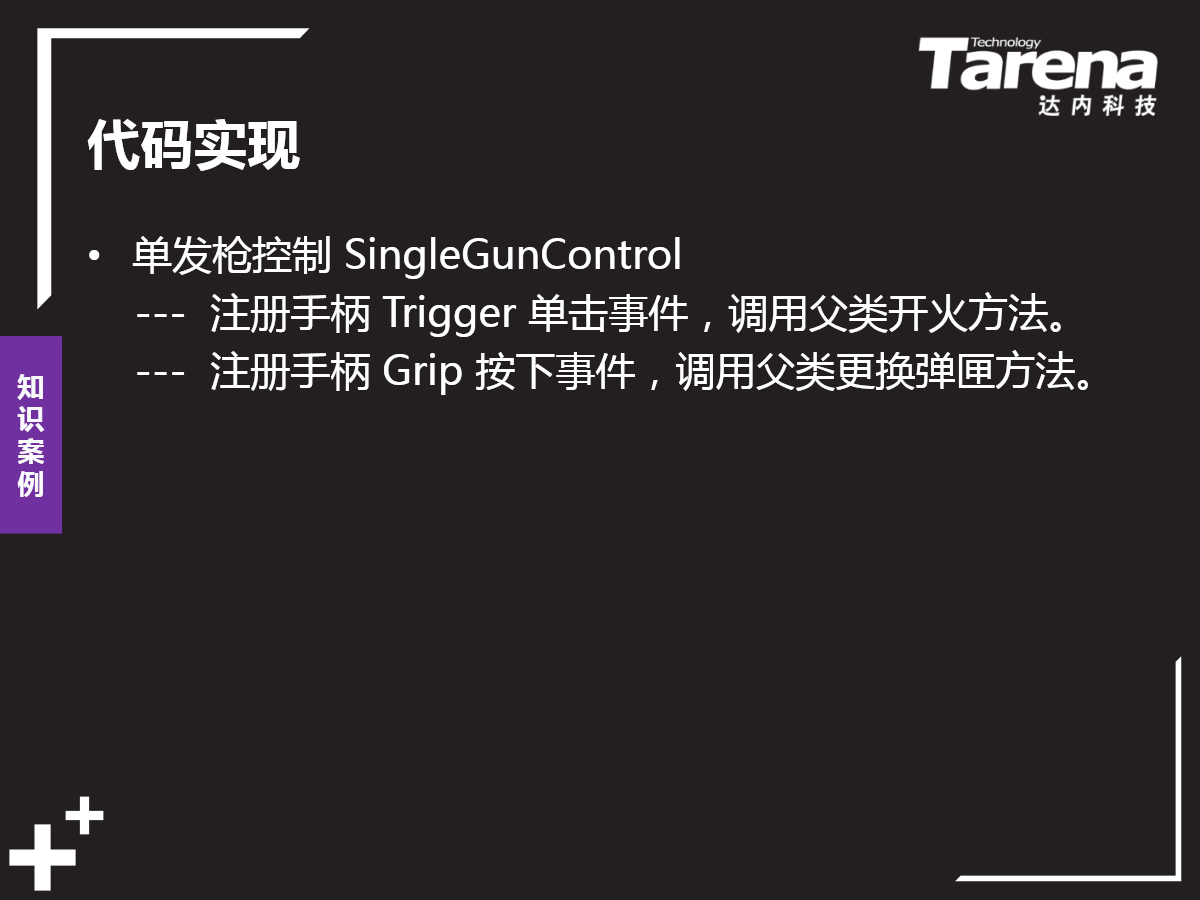 Technology
Tarena
达内科技
代码实现
• 单发枪控制 SingleGunControl
--- 注册手柄 Trigger 单击事件，调用父类开火方法。
--- 注册手柄 Grip 按下事件，调用父类更换弹匣方法。
知识案例